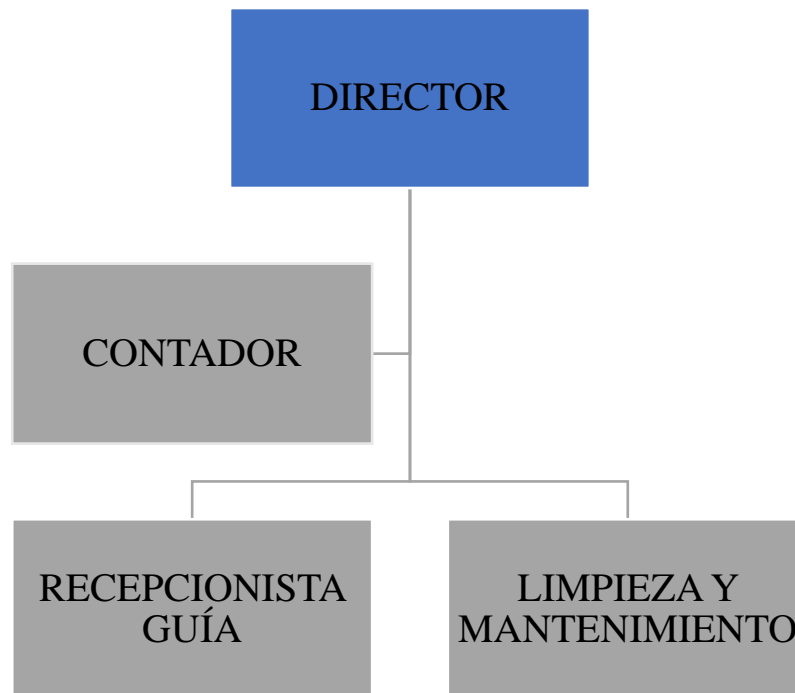 DIRECTOR
CONTADOR
RECEPCIONISTA
GUÍA
LIMPIEZA Y
MANTENIMIENTO